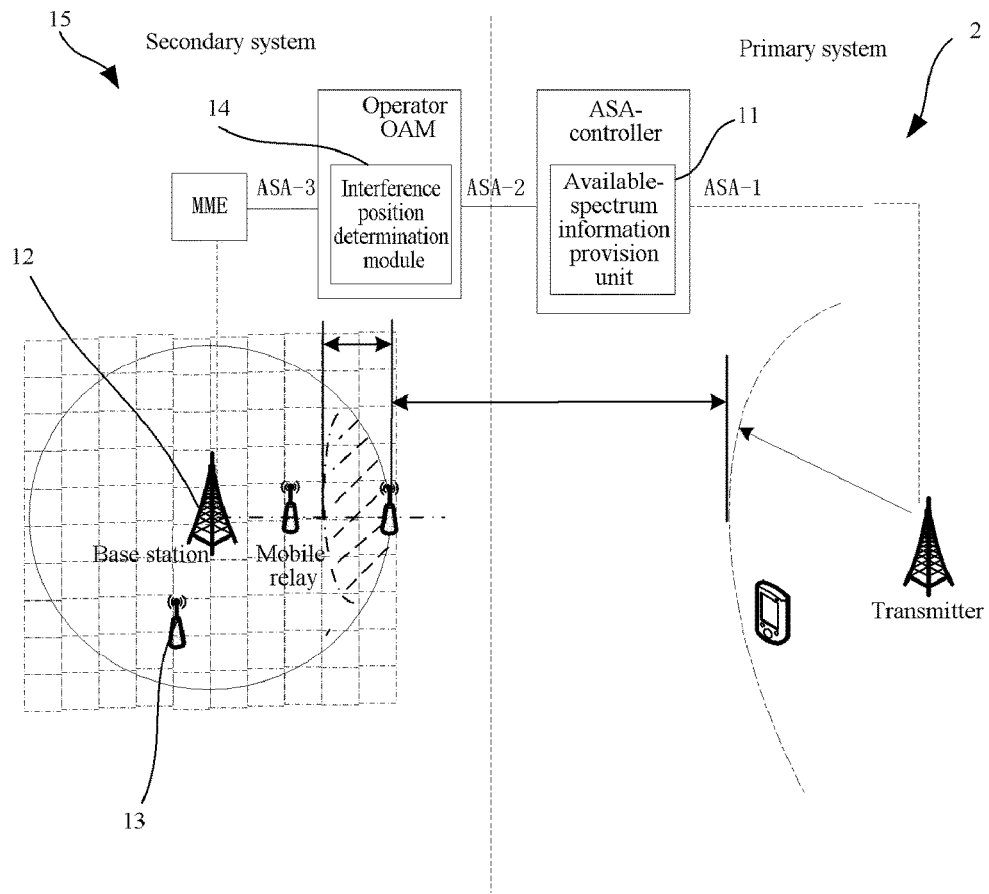 15
Secondary system
Primary system
2
14
Operator
OAM
ASA-
controller
11
MME
ASA-3
Interference
position
determination
module
ASA-2
Available-
spectrum
information
provision
unit
ASA-1
12
Base station
Mobile
relay
Transmitter
13